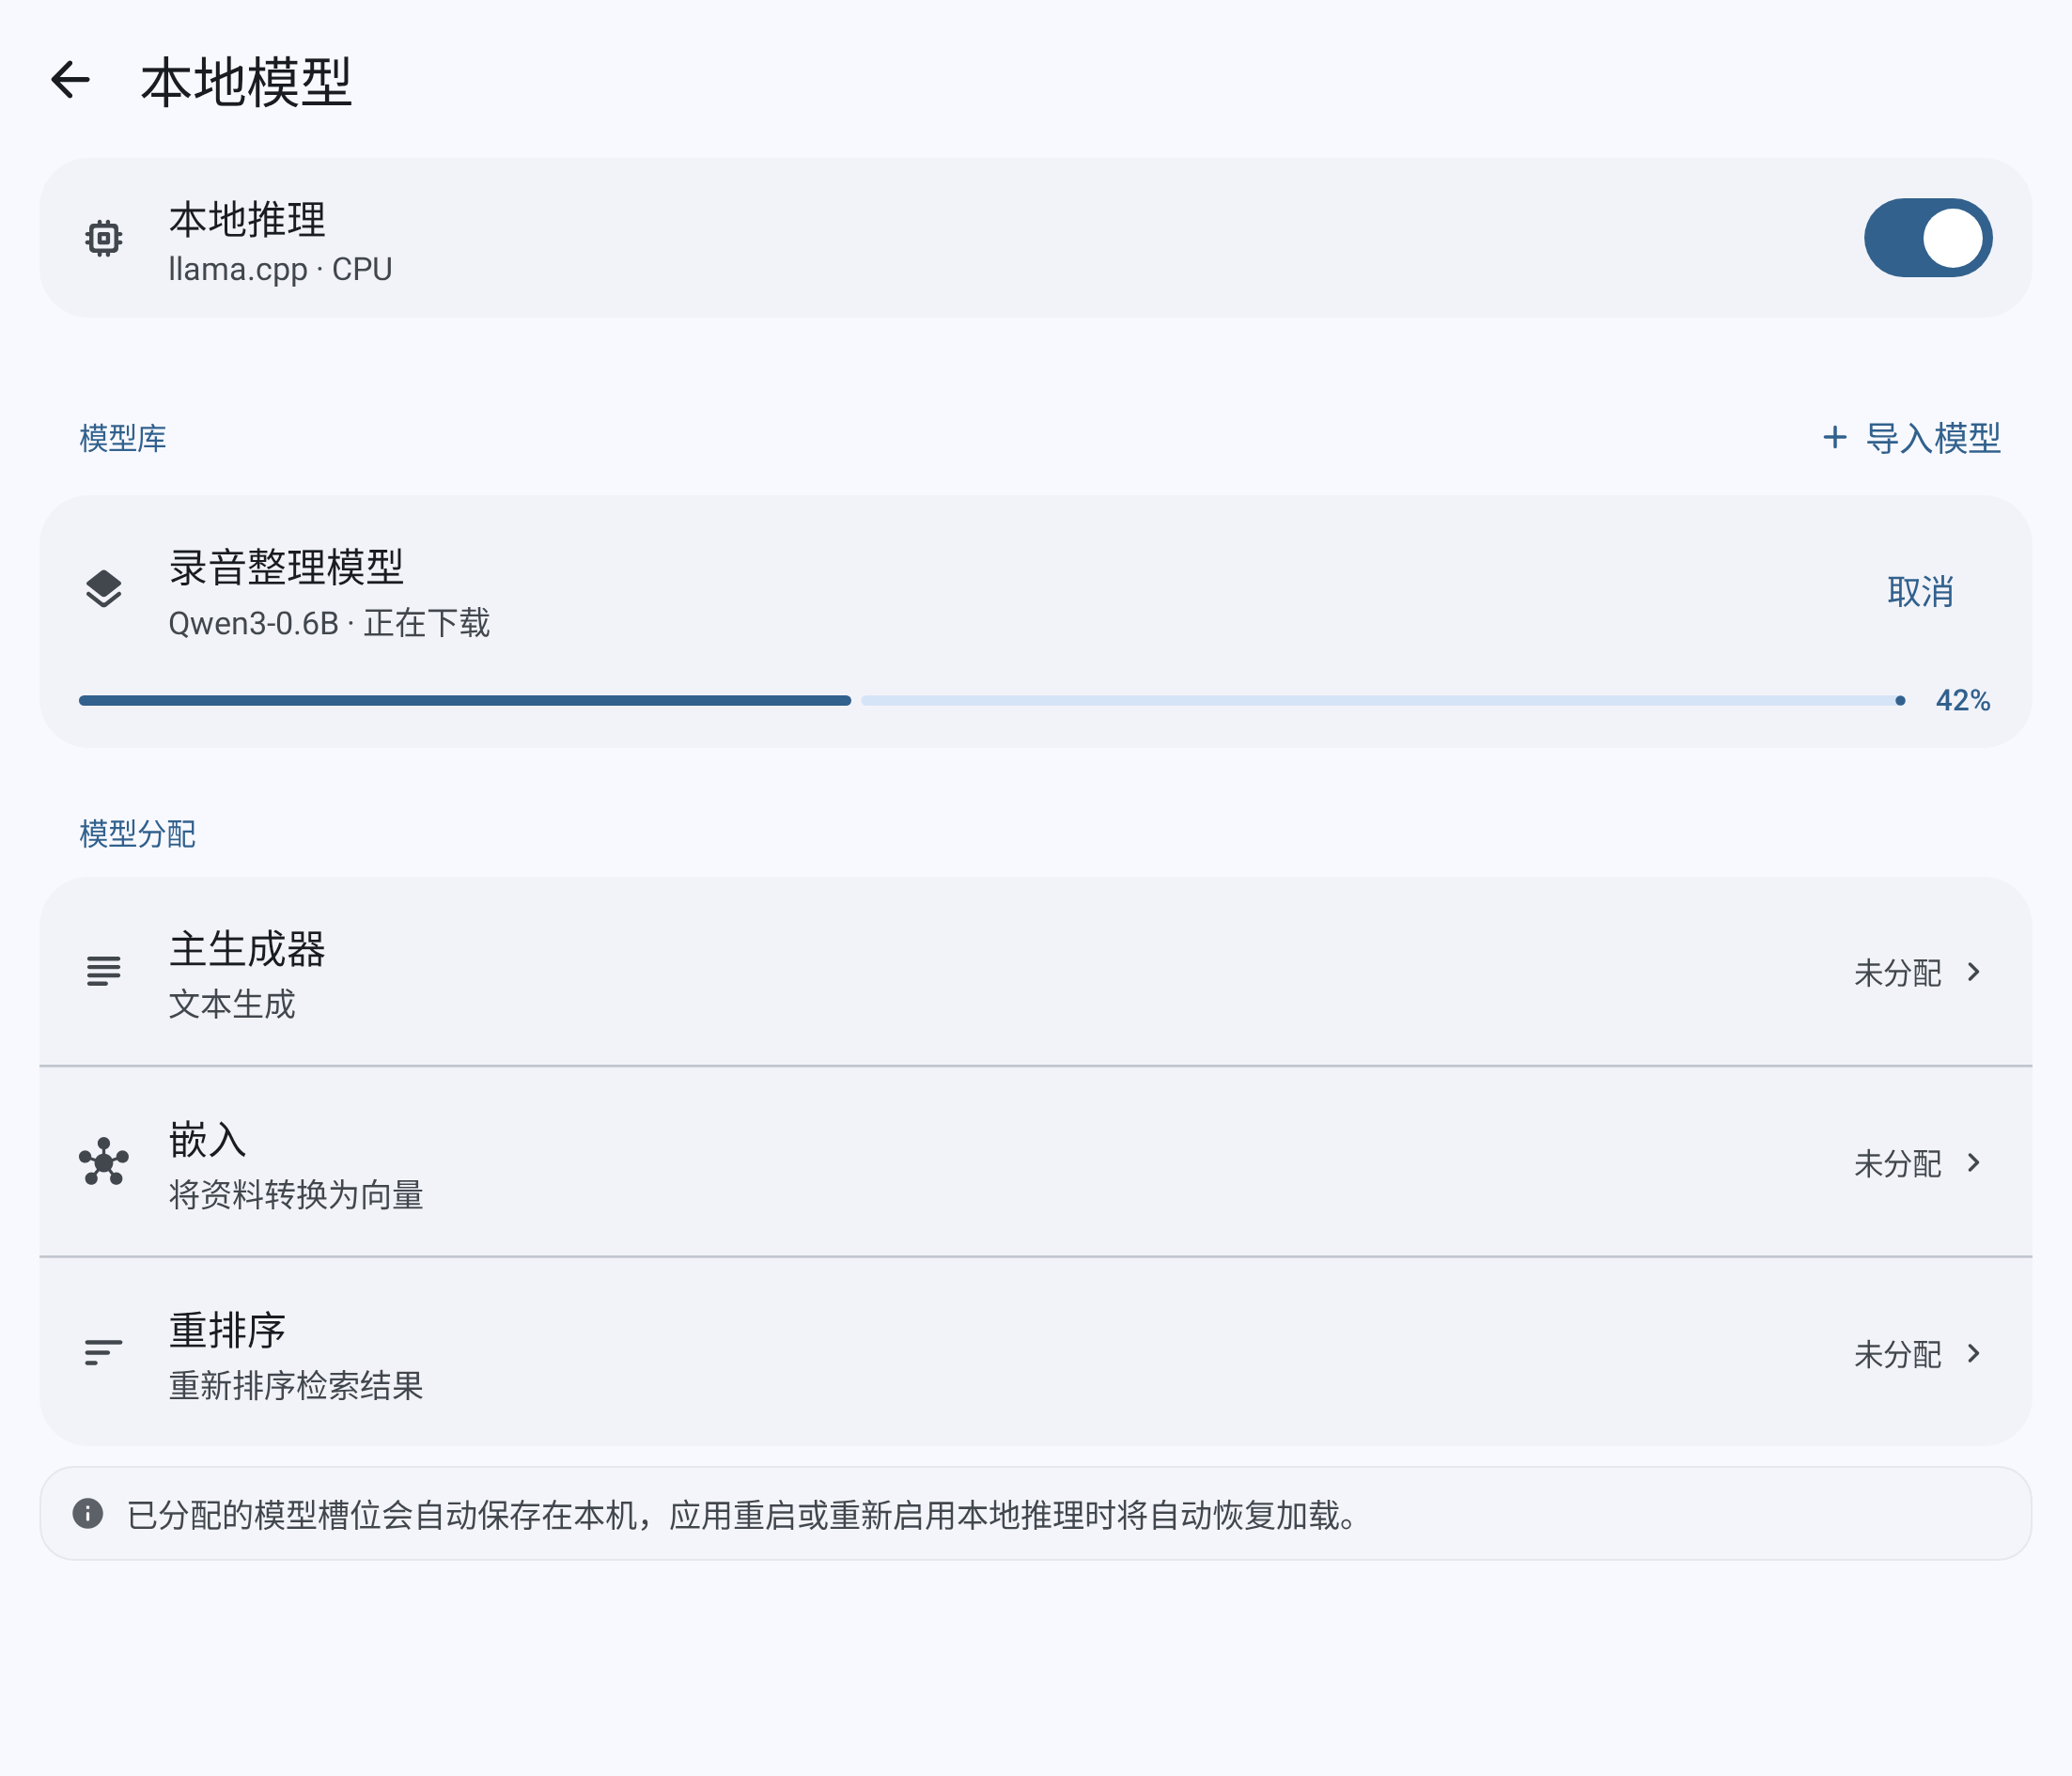 本地模型
本地推理
llama.cpp · CPU
模型库
+ 导入模型
录音整理模型
Qwen3-0.6B · 正在下载
取消
42%
模型分配
主生成器
文本生成
未分配
嵌入
将资料转换为向量
未分配
重排序
重新排序检索结果
未分配
已分配的模型槽位会自动保存在本机，应用重启或重新启用本地推理时将自动恢复加载。